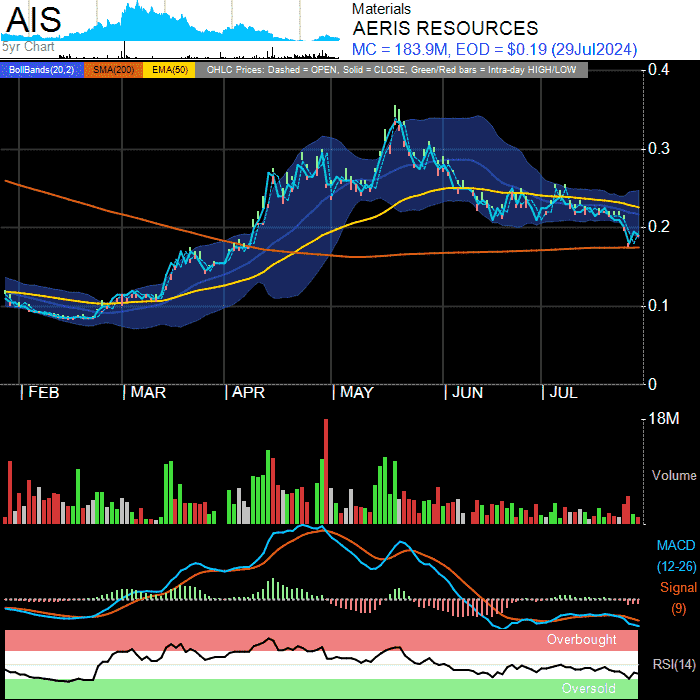 AIS
5yr Chart
Materials
AERIS RESOURCES
MC = 183.9M, EOD = $0.19 (29Jul2024)
BollBands(20,2) SMA(200) EMA(50) OHLC Prices: Dashed = OPEN, Solid = CLOSE, Green/Red bars = Intra-day HIGH/LOW
0.4
0.3
0.2
0.1
0
| FEB | MAR | APR | MAY | JUN | JUL
18M
Volume
MACD
(12-26)
Signal
(9)
Overbought
RSI(14)
Oversold